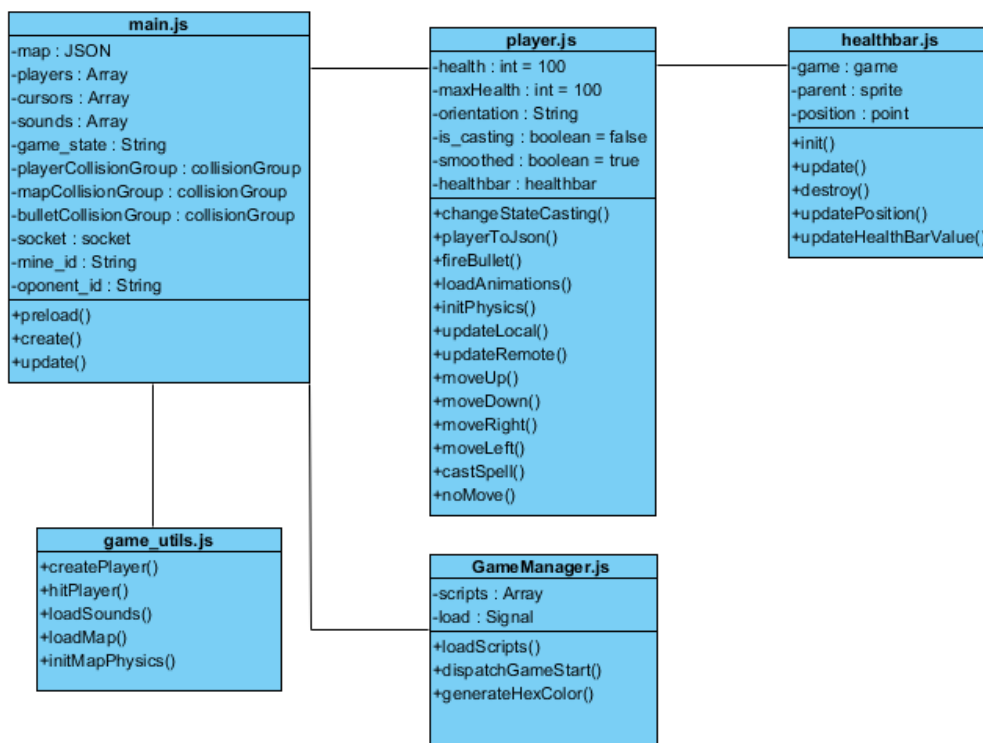 main.js
-map : JSON
-players : Array
-cursors : Array
-sounds : Array
-game_state : String
-playerCollisionGroup : collisionGroup
-mapCollisionGroup : collisionGroup
-bulletCollisionGroup : collisionGroup
-socket : socket
-mine_id : String
-oponent_id : String
+preload()
+create()
+update()
player.js
-health : int = 100
-maxHealth : int = 100
-orientation : String
-is_casting : boolean = false
-smoothed : boolean = true
-healthbar : healthbar
+changeStateCasting()
+playerToJson()
+fireBullet()
+loadAnimations()
+initPhysics()
+updateLocal()
+updateRemote()
+moveUp()
+moveDown()
+moveRight()
+moveLeft()
+castSpell()
+noMove()
healthbar.js
-game : game
-parent : sprite
-position : point
+init()
+update()
+destroy()
+updatePosition()
+updateHealthBarValue()
game_utils.js
+createPlayer()
+hitPlayer()
+loadSounds()
+loadMap()
+initMapPhysics()
GameManager.js
-scripts : Array
-load : Signal
+loadScripts()
+dispatchGameStart()
+generateHexColor()